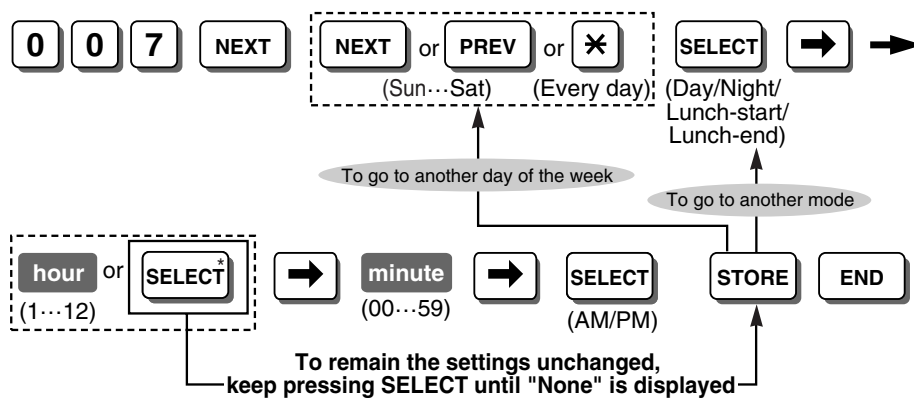 0 0 7 NEXT NEXT or PREV or ✕ SELECT
(Sun···Sat) (Every day) (Day/Night/
Lunch-start/
Lunch-end)
To go to another day of the week
To go to another mode
hour or SELECT* minute SELECT STORE END
(1···12) (00···59) (AM/PM)
To remain the settings unchanged,
keep pressing SELECT until "None" is displayed